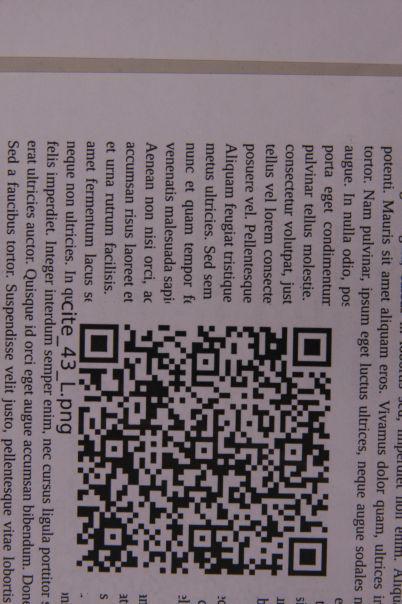 imperdiet non enim.
potenti. Mauris sit amet aliquam eros. Vivamus dolor quam, ultrices
tortor. Nam pulvinar, ipsum eget luctus ultrices, neque augue sodales
augue. In nulla odio, pos
porta eget condimentum
pulvinar tellus molestie.
consectetur volutpat, just
tellus vel lorem consecte
posuere vel. Pellentesque
Aliquam feugiat tristique
metus ultricies. Sed sem
nunc et quam tempor
venenatis malesuada sapi
Aenean non nisi orci, ac
accumsan risus laoreet et
et urna rutrum facilisis.
amet fermentum lacus
neque non ultricies. In qcite_43_L.png
felis imperdiet. Integer interdum semper enim, nec cursus ligula porttitor
erat ultricies auctor. Quisque id orci eget augue accumsan bibendum.
Sed a faucibus tortor. Suspendisse velit justo, pellentesque vitae lobortis